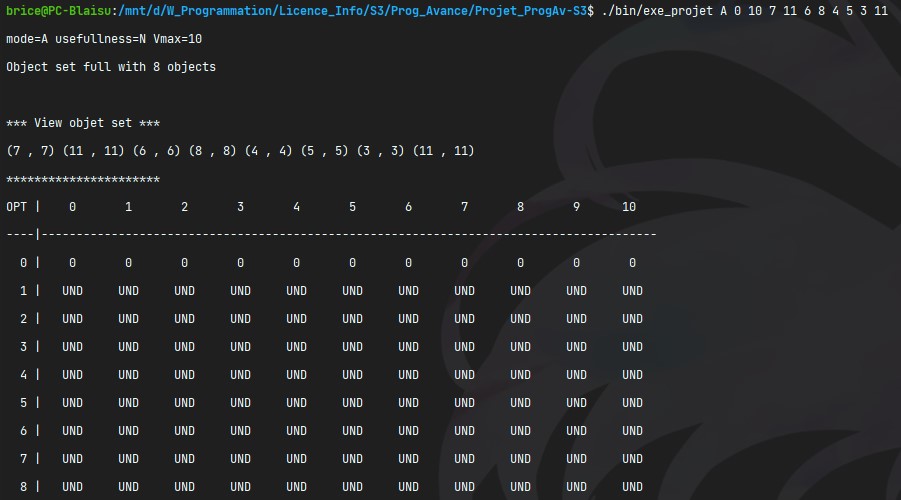 brice@PC-Blaisu:/mnt/d/W_Programmation/Licence_Info/S3/Prog_Avance/Projet_ProgAv-S3$ ./bin/exe_projet A 0 10 7 11 6 8 4 5 3 11
mode=A usefullness=N Vmax=10
Object set full with 8 objects
*** View objet set ***
(7 , 7) (11 , 11) (6 , 6) (8 , 8) (4 , 4) (5 , 5) (3 , 3) (11 , 11)
**********************
OPT | 0 1 2 3 4 5 6 7 8 9 10
----|----------------------------------------------------------------------------------------
0 | 0 0 0 0 0 0 0 0 0 0 0
1 | UND UND UND UND UND UND UND UND UND UND UND
2 | UND UND UND UND UND UND UND UND UND UND UND
3 | UND UND UND UND UND UND UND UND UND UND UND
4 | UND UND UND UND UND UND UND UND UND UND UND
5 | UND UND UND UND UND UND UND UND UND UND UND
6 | UND UND UND UND UND UND UND UND UND UND UND
7 | UND UND UND UND UND UND UND UND UND UND UND
8 | UND UND UND UND UND UND UND UND UND UND UND